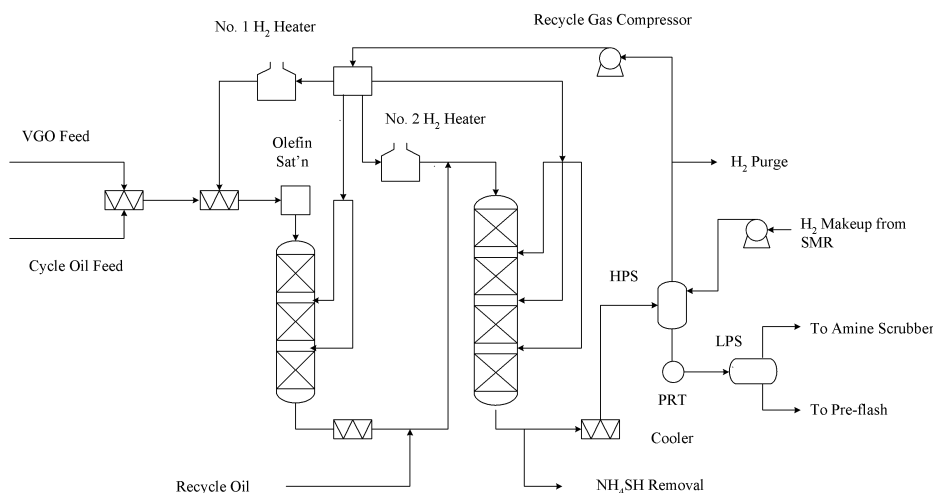 Recycle Gas Compressor
No. 1 H₂ Heater
No. 2 H₂ Heater
VGO Feed
Olefin
Sat'n
H₂ Purge
H₂ Makeup from
SMR
Cycle Oil Feed
HPS
LPS
To Amine Scrubber
PRT
To Pre-flash
Cooler
Recycle Oil
NH₄SH Removal